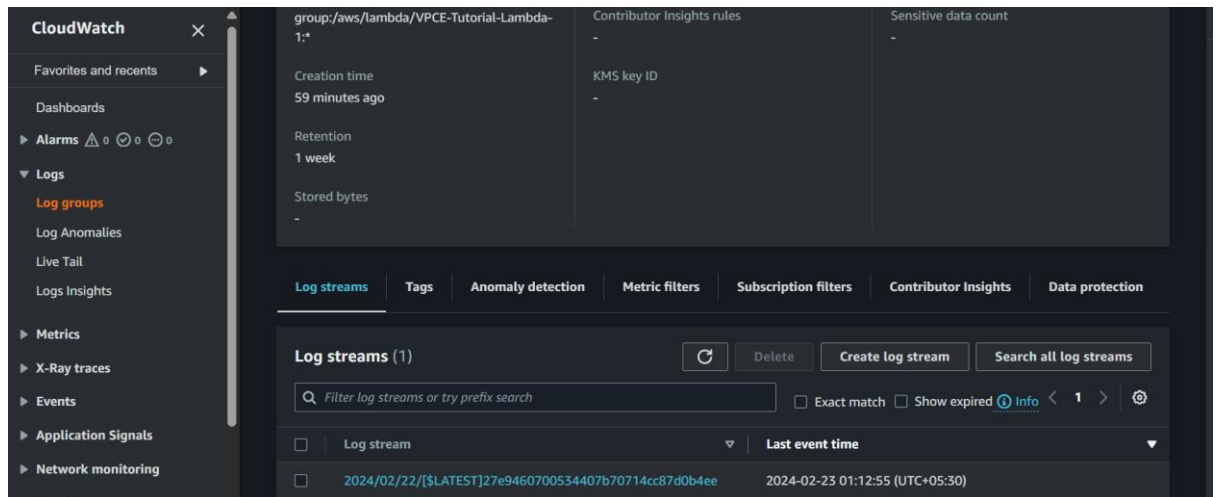 CloudWatch
Favorites and recents
Dashboards
Alarms 0 0 0
Logs
Log groups
Log Anomalies
Live Tail
Logs Insights
Metrics
X-Ray traces
Events
Application Signals
Network monitoring
group:/aws/lambda/VPCE-Tutorial-Lambda-
1:*
Creation time
59 minutes ago
Retention
1 week
Stored bytes
-
Contributor Insights rules
-
KMS key ID
-
Sensitive data count
-
Log streams Tags Anomaly detection Metric filters Subscription filters Contributor Insights Data protection
Log streams (1) Delete Create log stream Search all log streams
Filter log streams or try prefix search Exact match Show expired Info 1
Log stream Last event time
2024/02/22/[$LATEST]27e9460700534407b70714cc87d0b4ee 2024-02-23 01:12:55 (UTC+05:30)